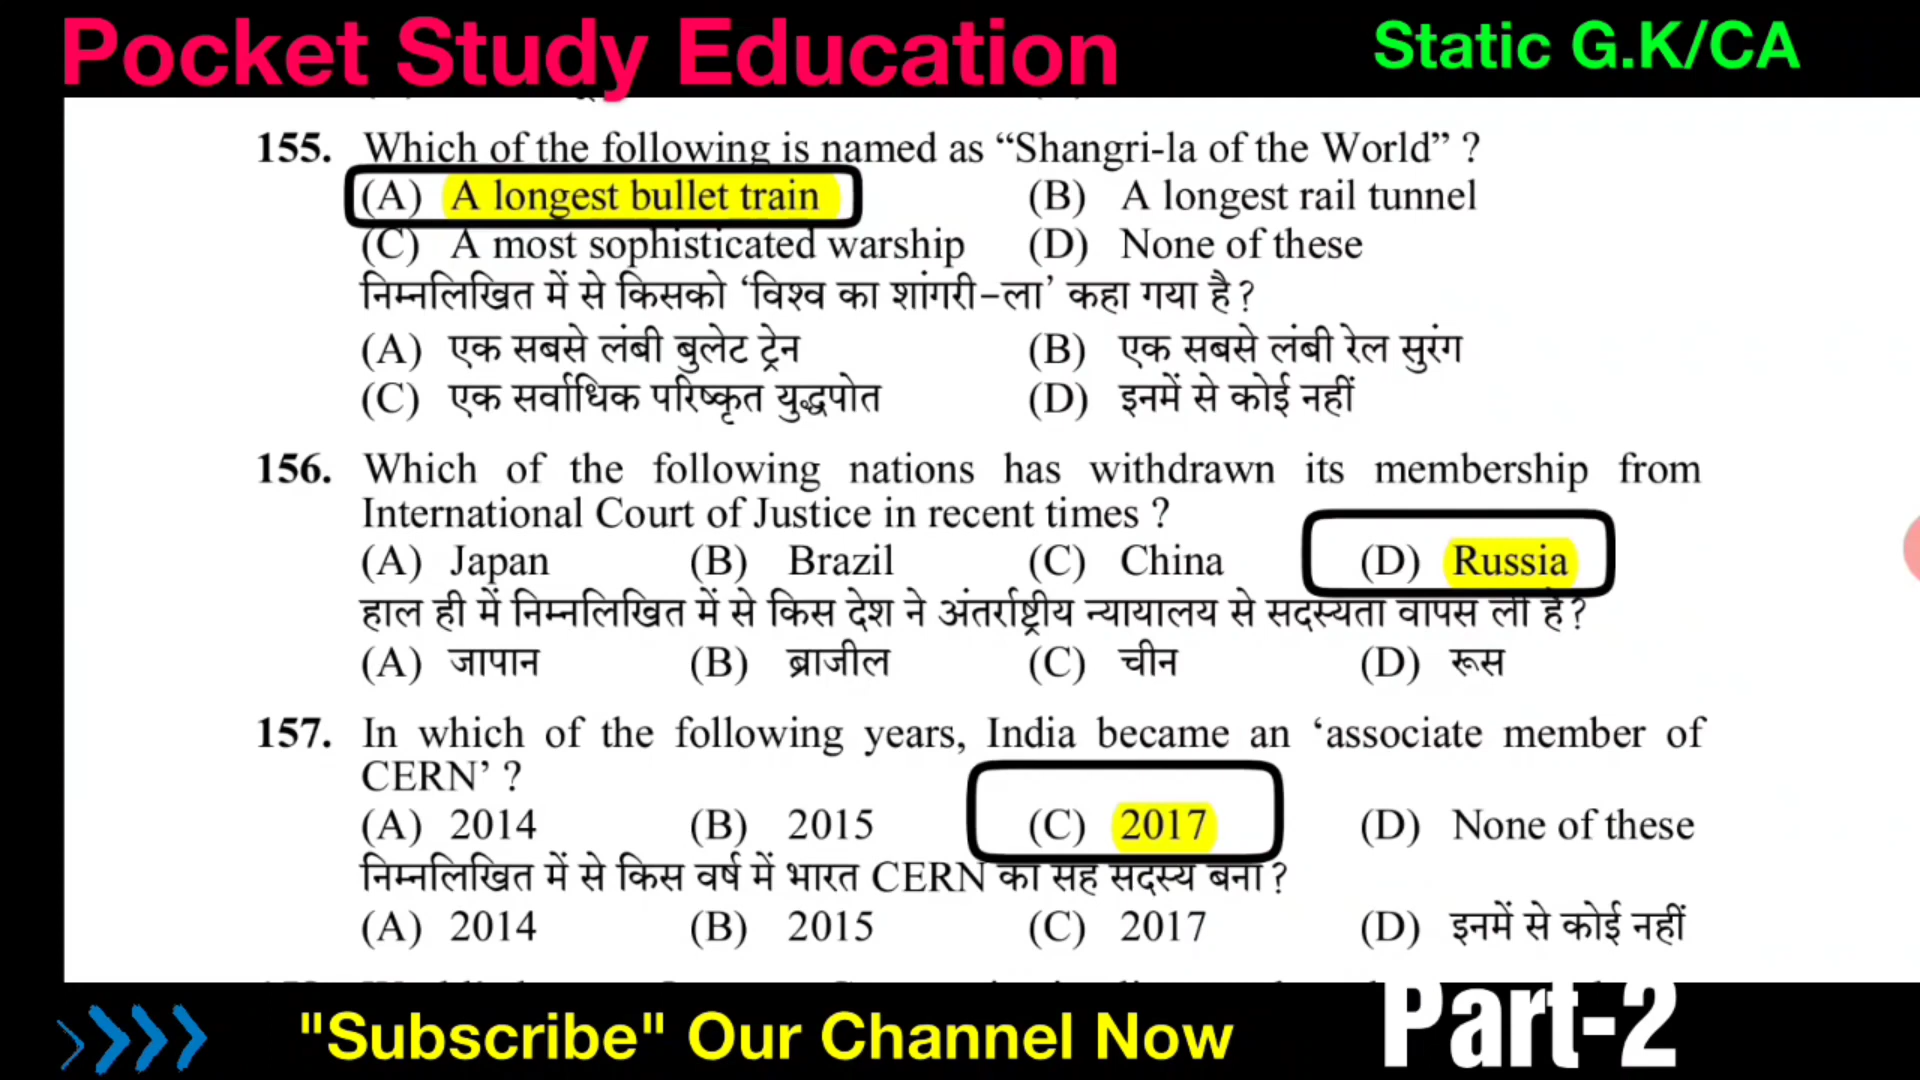 Pocket Study Education
Static G.K/CA
155. Which of the following is named as “Shangri-la of the World” ?
(A) A longest bullet train (B) A longest rail tunnel
(C) A most sophisticated warship (D) None of these
निम्नलिखित में से किसको ‘विश्व का शांगरी-ला’ कहा गया है?
(A) एक सबसे लंबी बुलेट ट्रेन (B) एक सबसे लंबी रेल सुरंग
(C) एक सर्वाधिक परिष्कृत युद्धपोत (D) इनमें से कोई नहीं
156. Which of the following nations has withdrawn its membership from
International Court of Justice in recent times ?
(A) Japan (B) Brazil (C) China (D) Russia
हाल ही में निम्नलिखित में से किस देश ने अंतर्राष्ट्रीय न्यायालय से सदस्यता वापस ली है?
(A) जापान (B) ब्राजील (C) चीन (D) रूस
157. In which of the following years, India became an ‘associate member of
CERN’ ?
(A) 2014 (B) 2015 (C) 2017 (D) None of these
निम्नलिखित में से किस वर्ष में भारत CERN का सह सदस्य बना?
(A) 2014 (B) 2015 (C) 2017 (D) इनमें से कोई नहीं
"Subscribe" Our Channel Now
Part-2